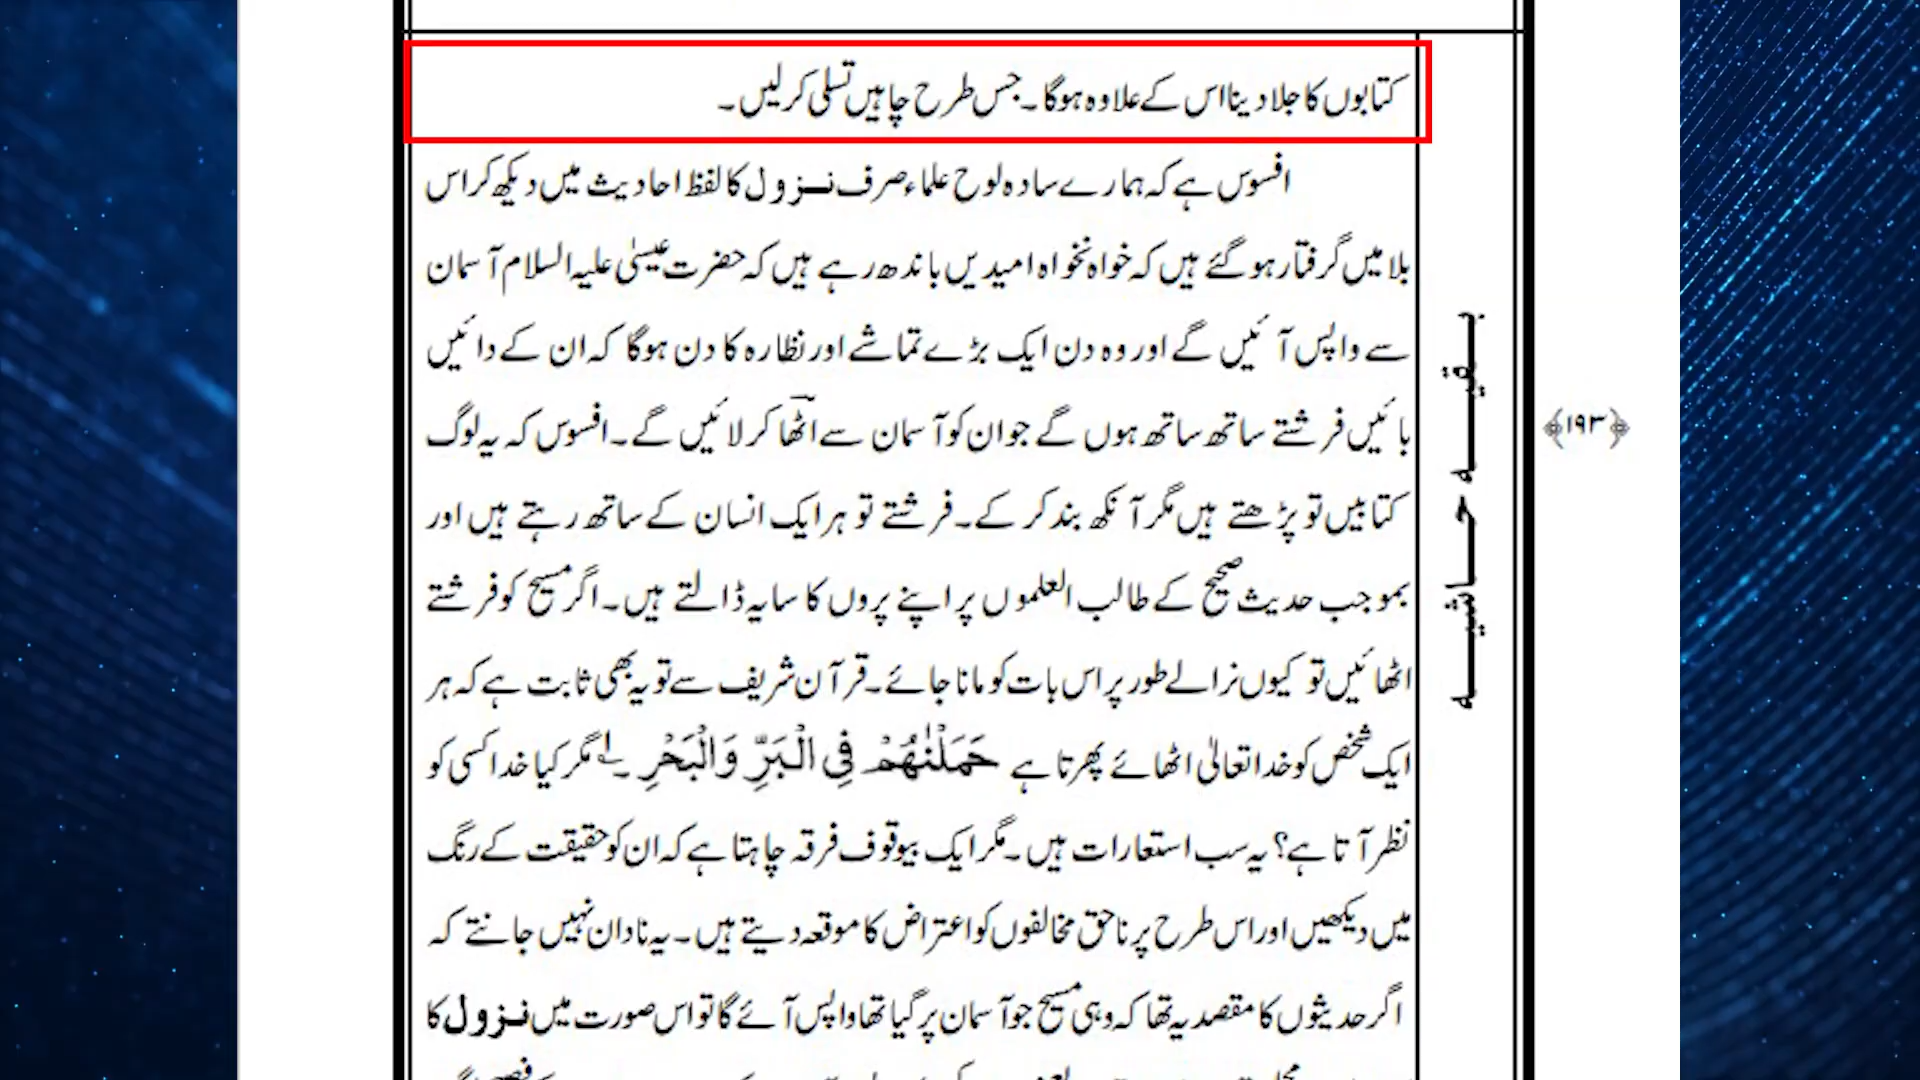 کتابوں کا جلا دینا اس کے علاوہ ہوگا۔ جس طرح چاہیں تسلی کرلیں۔
افسوس ہے کہ ہمارے سادہ لوح علماء صرف نزول کا لفظ احادیث میں دیکھ کر اس
بلا میں گرفتار ہوگئے ہیں کہ خواہ نخواہ امیدیں باندھ رہے ہیں کہ حضرت عیسیٰ علیہ السلام آسمان
سے واپس آئیں گے اور وہ دن ایک بڑے تماشے اور نظارہ کا دن ہوگا کہ ان کے دائیں
بائیں فرشتے ساتھ ساتھ ہوں گے جو ان کو آسمان سے اٹھا کر لائیں گے۔ افسوس کہ یہ لوگ
کتابیں تو پڑھتے ہیں مگر آنکھ بند کر کے۔ فرشتے تو ہر ایک انسان کے ساتھ رہتے ہیں اور
بموجب حدیث صحیح کے طالب العلموں پر اپنے پروں کا سایہ ڈالتے ہیں۔ اگر مسیح کو فرشتے
اٹھائیں تو کیوں نرالے طور پر اس بات کو مانا جائے۔ قرآن شریف سے تو یہ بھی ثابت ہے کہ ہر
ایک شخص کو خدا تعالیٰ اٹھائے پھرتا ہے حَمَلْنٰهُمْ فِي الْبَرِّ وَالْبَحْرِ ۱؎ مگر کیا خدا کسی کو
نظر آتا ہے؟ یہ سب استعارات ہیں۔ مگر ایک بیوقوف فرقہ چاہتا ہے کہ ان کو حقیقت کے رنگ
میں دیکھیں اور اس طرح پر ناحق مخالفوں کو اعتراض کا موقعہ دیتے ہیں۔ یہ نادان نہیں جانتے کہ
اگر حدیثوں کا مقصد یہ تھا کہ وہی مسیح جو آسمان پر گیا تھا واپس آئے گا تو اس صورت میں نزول کا
بقیہ حاشیہ
﴿۱۹۳﴾